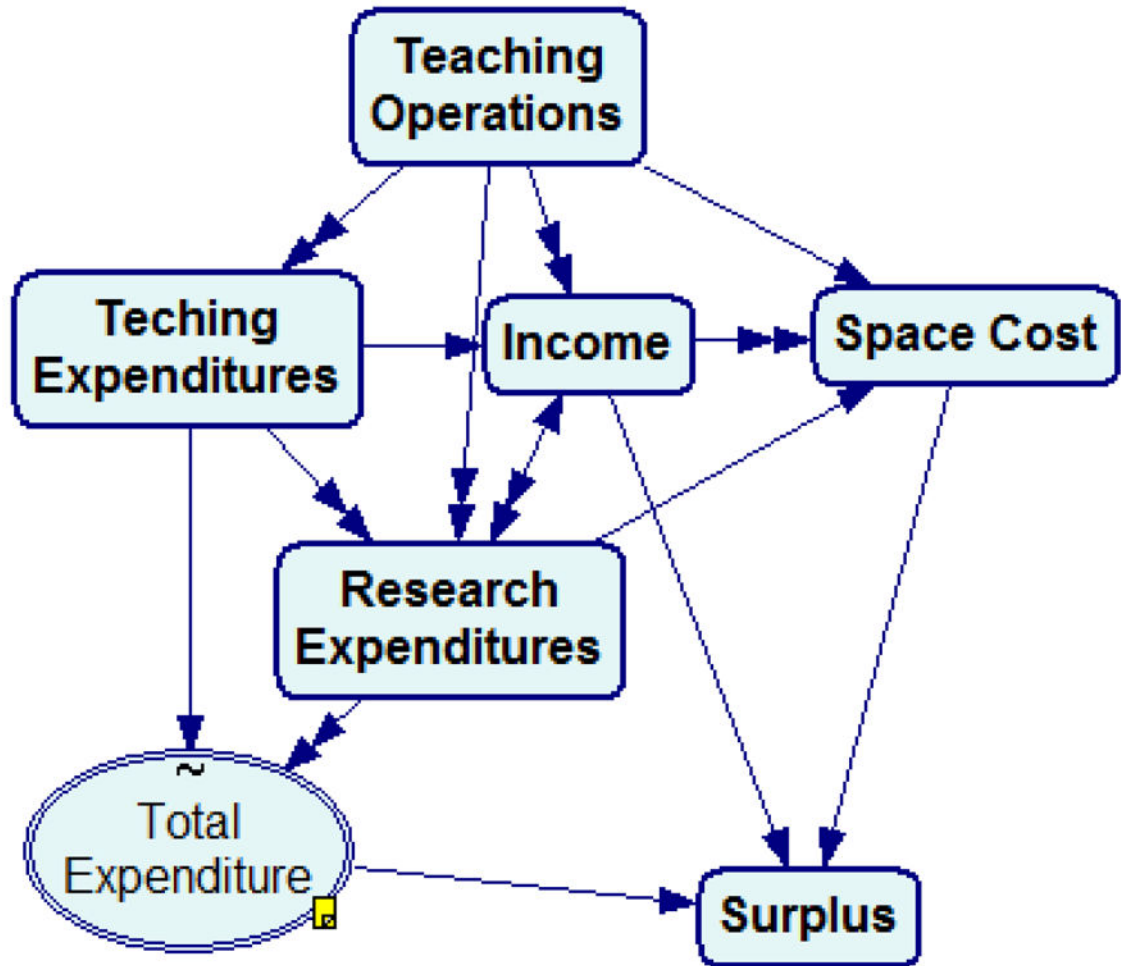 Teaching
Operations
Teching
Expenditures
Income
Space Cost
Research
Expenditures
~
Total
Expenditure
Surplus